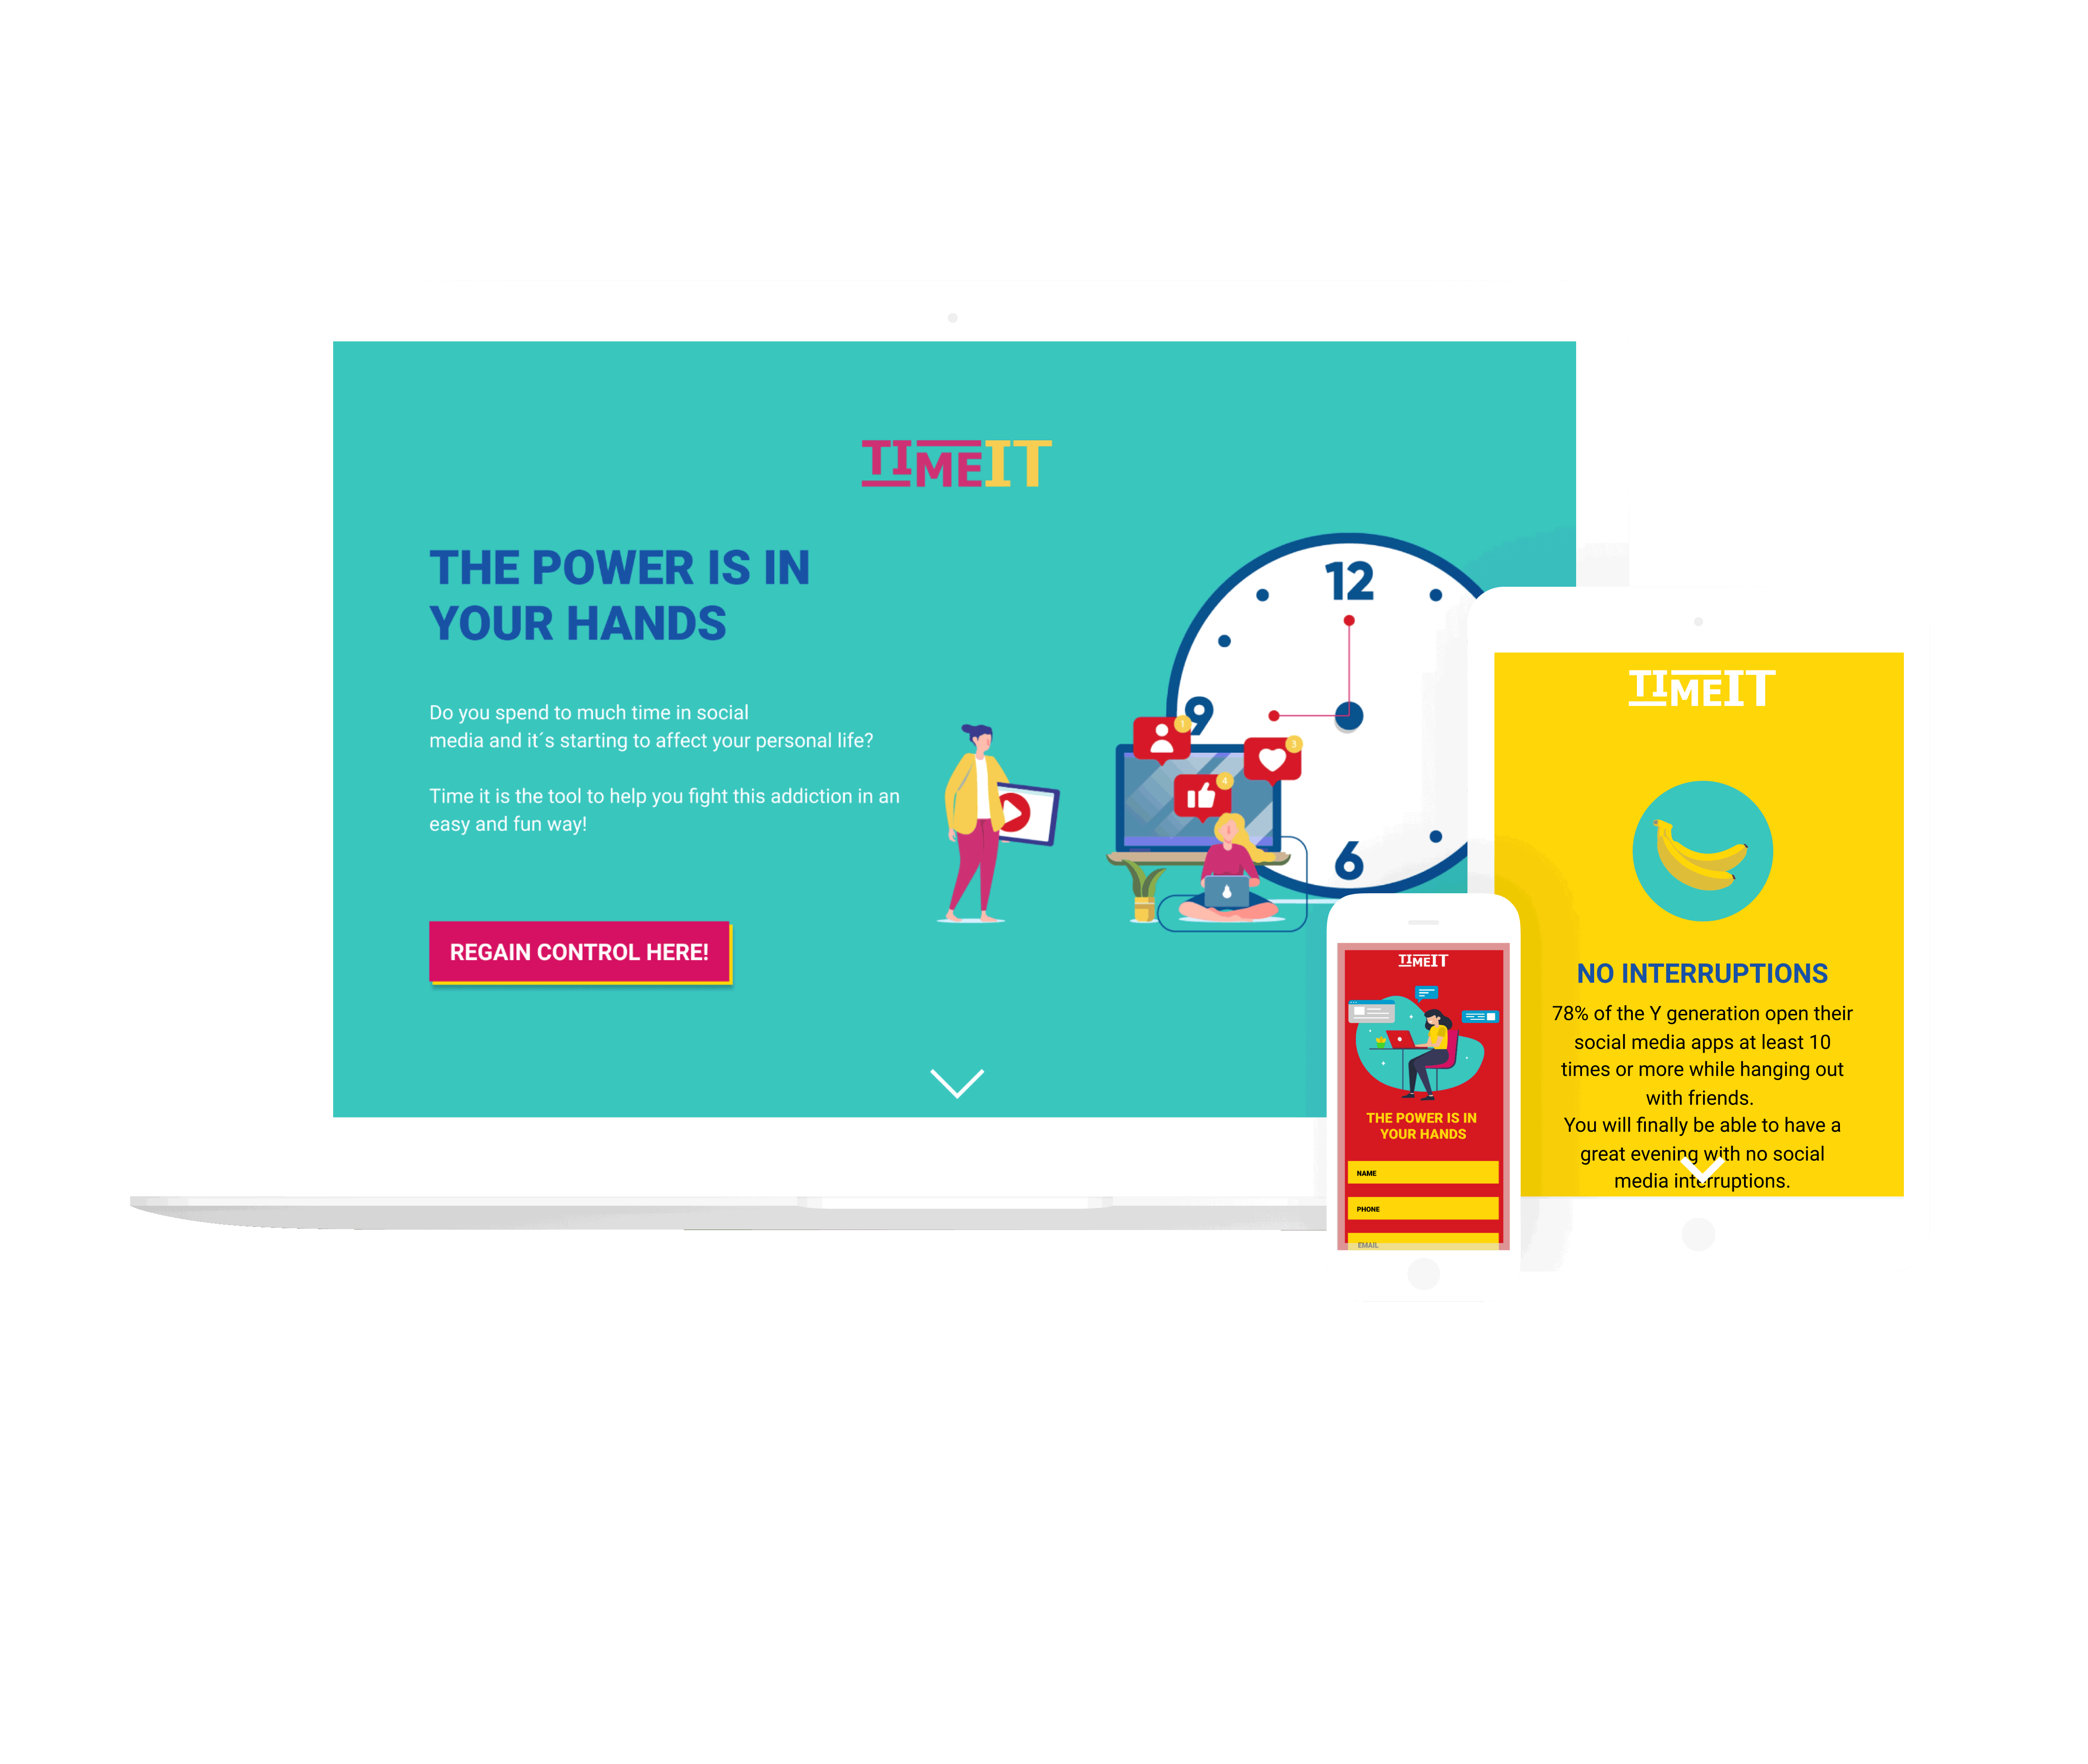 TIMEIT
THE POWER IS IN
YOUR HANDS
Do you spend to much time in social
media and it´s starting to affect your personal life?
Time it is the tool to help you fight this addiction in an
easy and fun way!
REGAIN CONTROL HERE!
12
9
6
1
3
4
TIMEIT
NO INTERRUPTIONS
78% of the Y generation open their
social media apps at least 10
times or more while hanging out
with friends.
You will finally be able to have a
great evening with no social
media interruptions.
TIMEIT
THE POWER IS IN
YOUR HANDS
NAME
PHONE
EMAIL